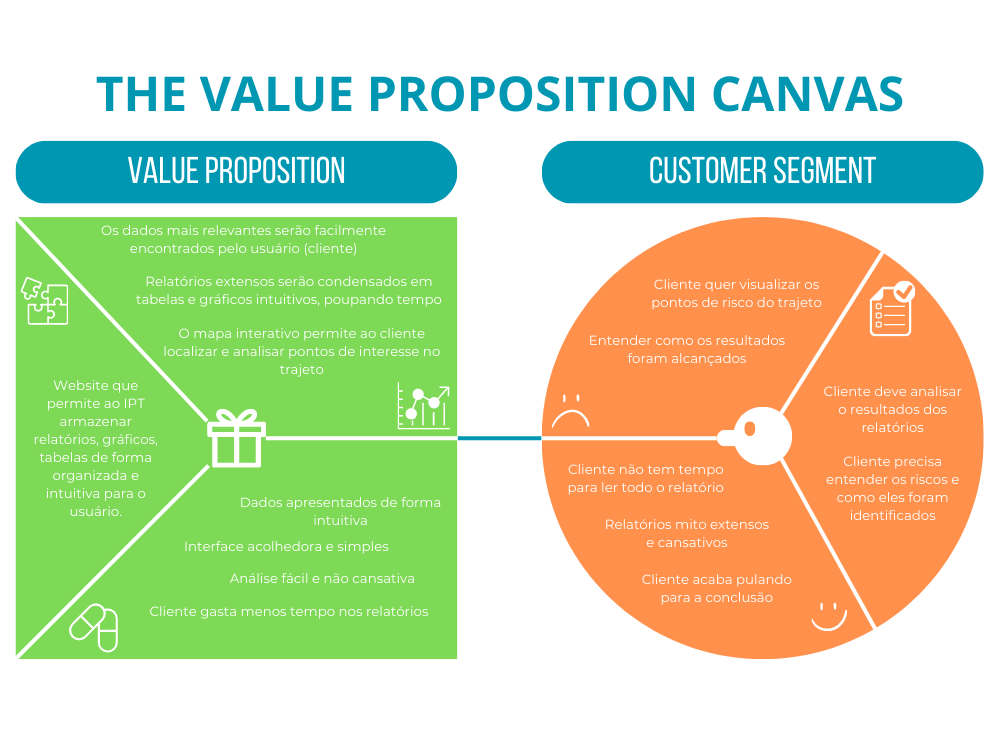 THE VALUE PROPOSITION CANVAS
VALUE PROPOSITION
Os dados mais relevantes serão facilmente
encontrados pelo usuário (cliente)
Relatórios extensos serão condensados em
tabelas e gráficos intuitivos, poupando tempo
O mapa interativo permite ao cliente
localizar e analisar pontos de interesse no
trajeto
Website que
permite ao IPT
armazenar
relatórios, gráficos,
tabelas de forma
organizada e
intuitiva para o
usuário.
Dados apresentados de forma
intuitiva
Interface acolhedora e simples
Análise fácil e não cansativa
Cliente gasta menos tempo nos relatórios
CUSTOMER SEGMENT
Cliente quer visualizar os
pontos de risco do trajeto
Entender como os resultados
foram alcançados
Cliente deve analisar
o resultados dos
relatórios
Cliente precisa
entender os riscos e
como eles foram
identificados
Cliente não tem tempo
para ler todo o relatório
Relatórios mito extensos
e cansativos
Cliente acaba pulando
para a conclusão